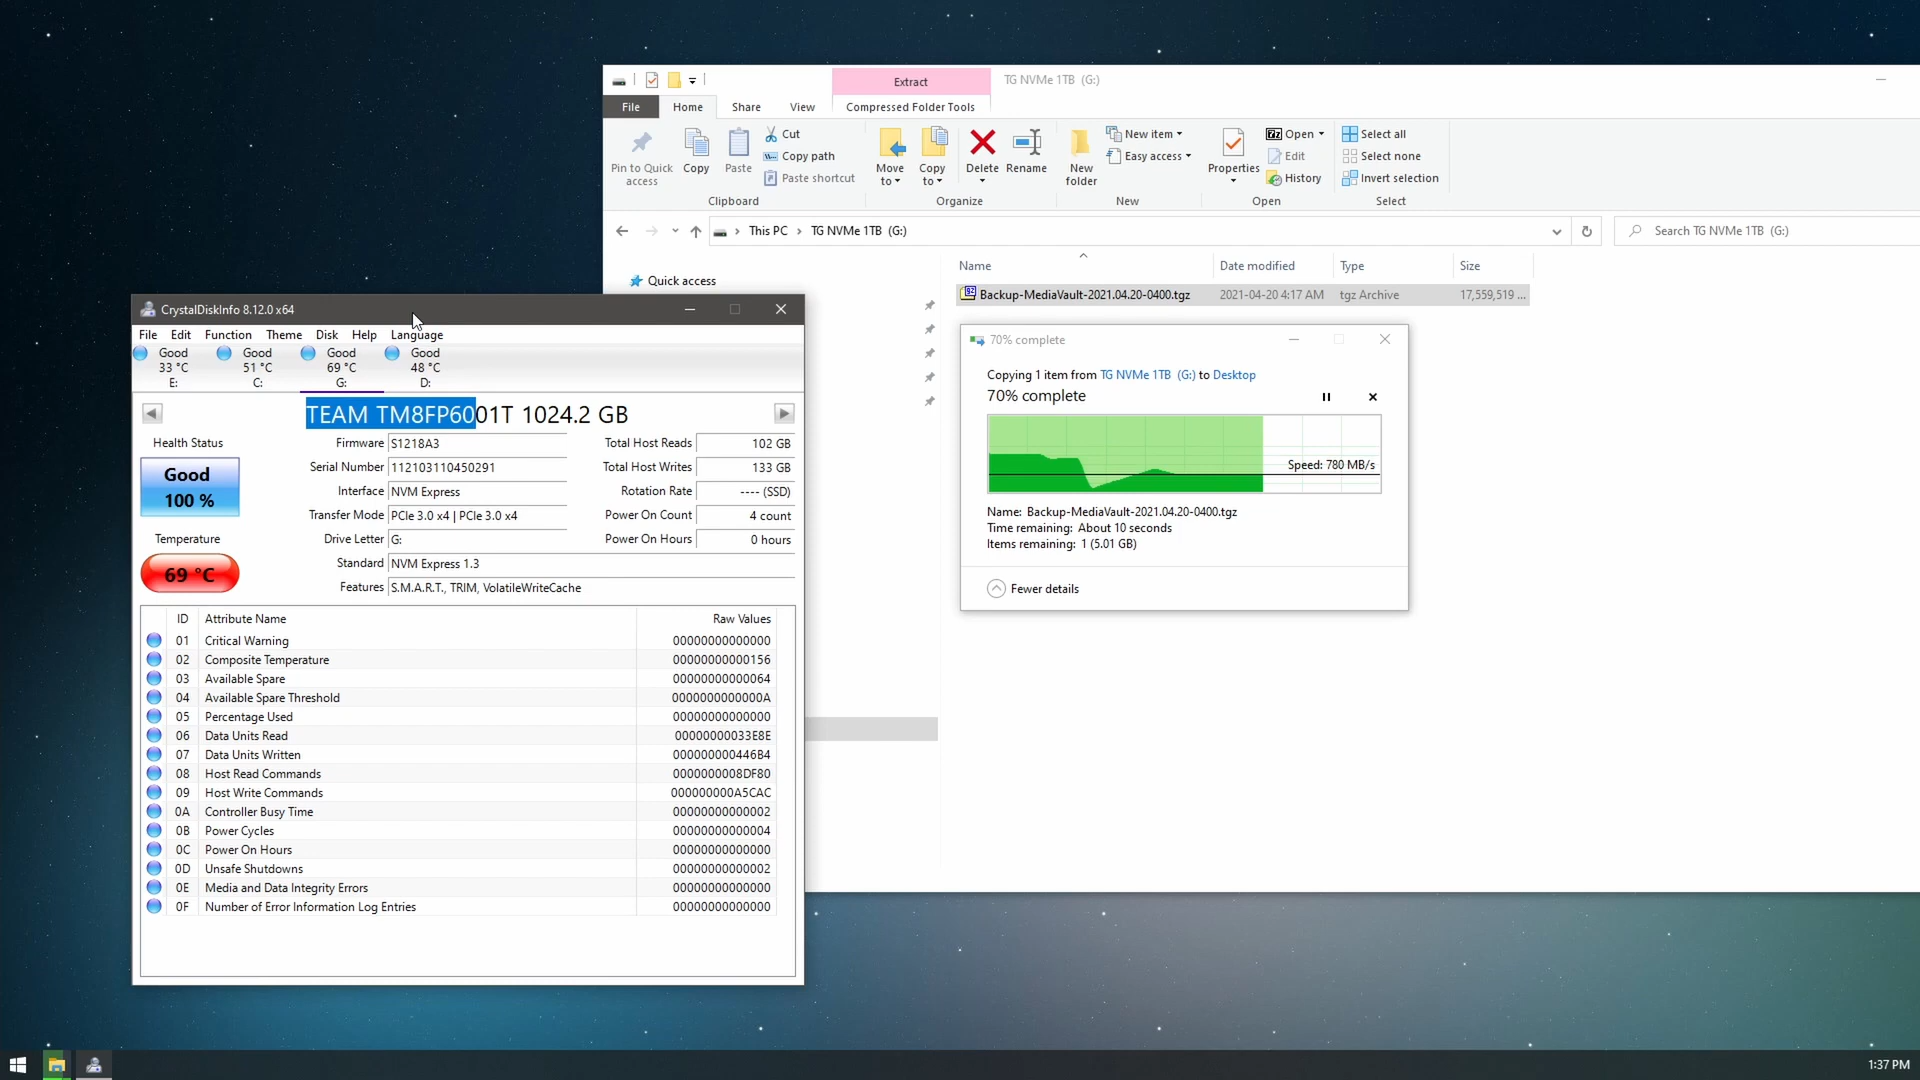 Extract
TG NVMe 1TB (G:)
File
Home
Share
View
Compressed Folder Tools
Pin to Quick access
Copy
Paste
Cut
Copy path
Paste shortcut
Move to
Copy to
Delete
Rename
New folder
New item
Easy access
Properties
Open
Edit
History
Select all
Select none
Invert selection
Clipboard
Organize
New
Open
Select
This PC > TG NVMe 1TB (G:)
Search TG NVMe 1TB (G:)
Quick access
Name
Date modified
Type
Size
Backup-MediaVault-2021.04.20-0400.tgz
2021-04-20 4:17 AM
tgz Archive
17,559,519 ...
70% complete
Copying 1 item from TG NVMe 1TB (G:) to Desktop
70% complete
Speed: 780 MB/s
Name: Backup-MediaVault-2021.04.20-0400.tgz
Time remaining: About 10 seconds
Items remaining: 1 (5.01 GB)
Fewer details
CrystalDiskInfo 8.12.0 x64
File Edit Function Theme Disk Help Language
Good Good Good Good
33 °C 51 °C 69 °C 48 °C
E: C: G: D:
TEAM TM8FP6001T 1024.2 GB
Health Status
Good
100 %
Temperature
69 °C
Firmware S1218A3
Serial Number 112103110450291
Interface NVM Express
Transfer Mode PCIe 3.0 x4 | PCIe 3.0 x4
Drive Letter G:
Standard NVM Express 1.3
Features S.M.A.R.T., TRIM, VolatileWriteCache
Total Host Reads 102 GB
Total Host Writes 133 GB
Rotation Rate ---- (SSD)
Power On Count 4 count
Power On Hours 0 hours
ID Attribute Name Raw Values
01 Critical Warning 00000000000000
02 Composite Temperature 00000000000156
03 Available Spare 00000000000064
04 Available Spare Threshold 0000000000000A
05 Percentage Used 00000000000000
06 Data Units Read 00000000033E8E
07 Data Units Written 000000000446B4
08 Host Read Commands 0000000008DF80
09 Host Write Commands 000000000A5CAC
0A Controller Busy Time 00000000000002
0B Power Cycles 00000000000004
0C Power On Hours 00000000000000
0D Unsafe Shutdowns 00000000000002
0E Media and Data Integrity Errors 00000000000000
0F Number of Error Information Log Entries 00000000000000
1:37 PM